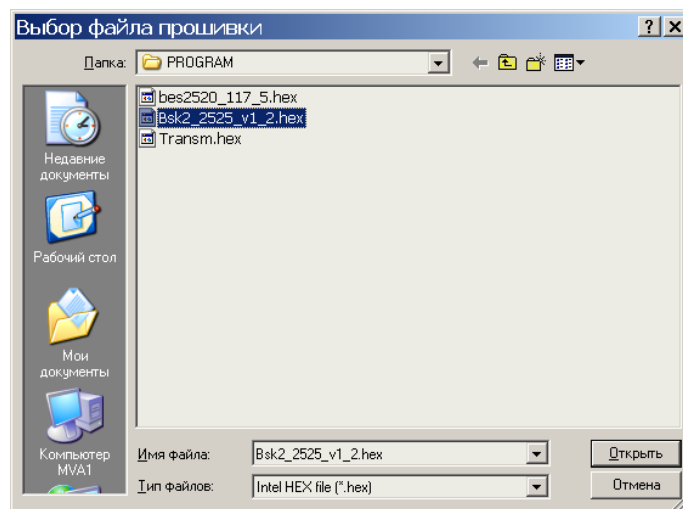 Выбор файла прошивки
Папка: PROGRAM
bes2520_117_5.hex
Bsk2_2525_v1_2.hex
Transm.hex
Недавние
документы
Рабочий стол
Мои
документы
Компьютер
MVA1
Имя файла: Bsk2_2525_v1_2.hex Открыть
Тип файлов: Intel HEX file (*.hex) Отмена